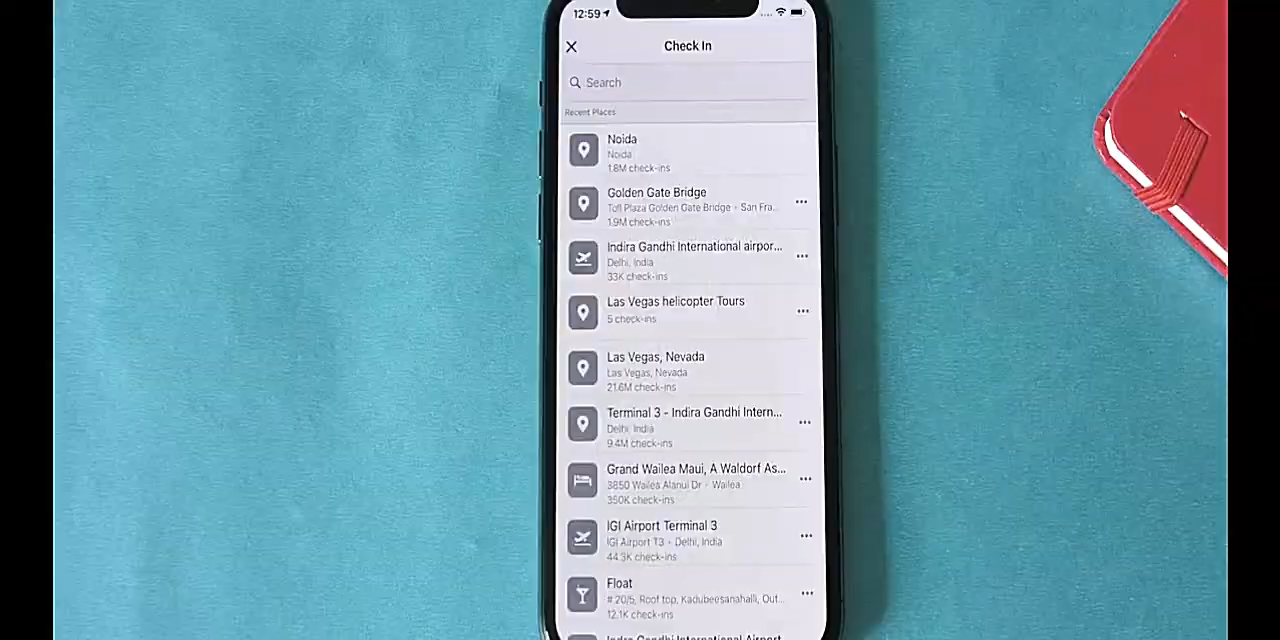 12:59
Check In
Search
Recent Places
Noida
Noida
1.8M check-ins
Golden Gate Bridge
Toll Plaza Golden Gate Bridge - San Fra...
1.9M check-ins
Indira Gandhi International airpor...
Delhi, India
33K check-ins
Las Vegas helicopter Tours
5 check-ins
Las Vegas, Nevada
Las Vegas, Nevada
21.6M check-ins
Terminal 3 - Indira Gandhi Intern...
Delhi, India
9.4M check-ins
Grand Wailea Maui, A Waldorf As...
3850 Wailea Alanui Dr - Wailea
350K check-ins
IGI Airport Terminal 3
IGI Airport T3 - Delhi, India
44.3K check-ins
Float
# 20/5, Roof top, Kadubeesanahalli, Out...
12.1K check-ins
Indra Gandhi International Airport